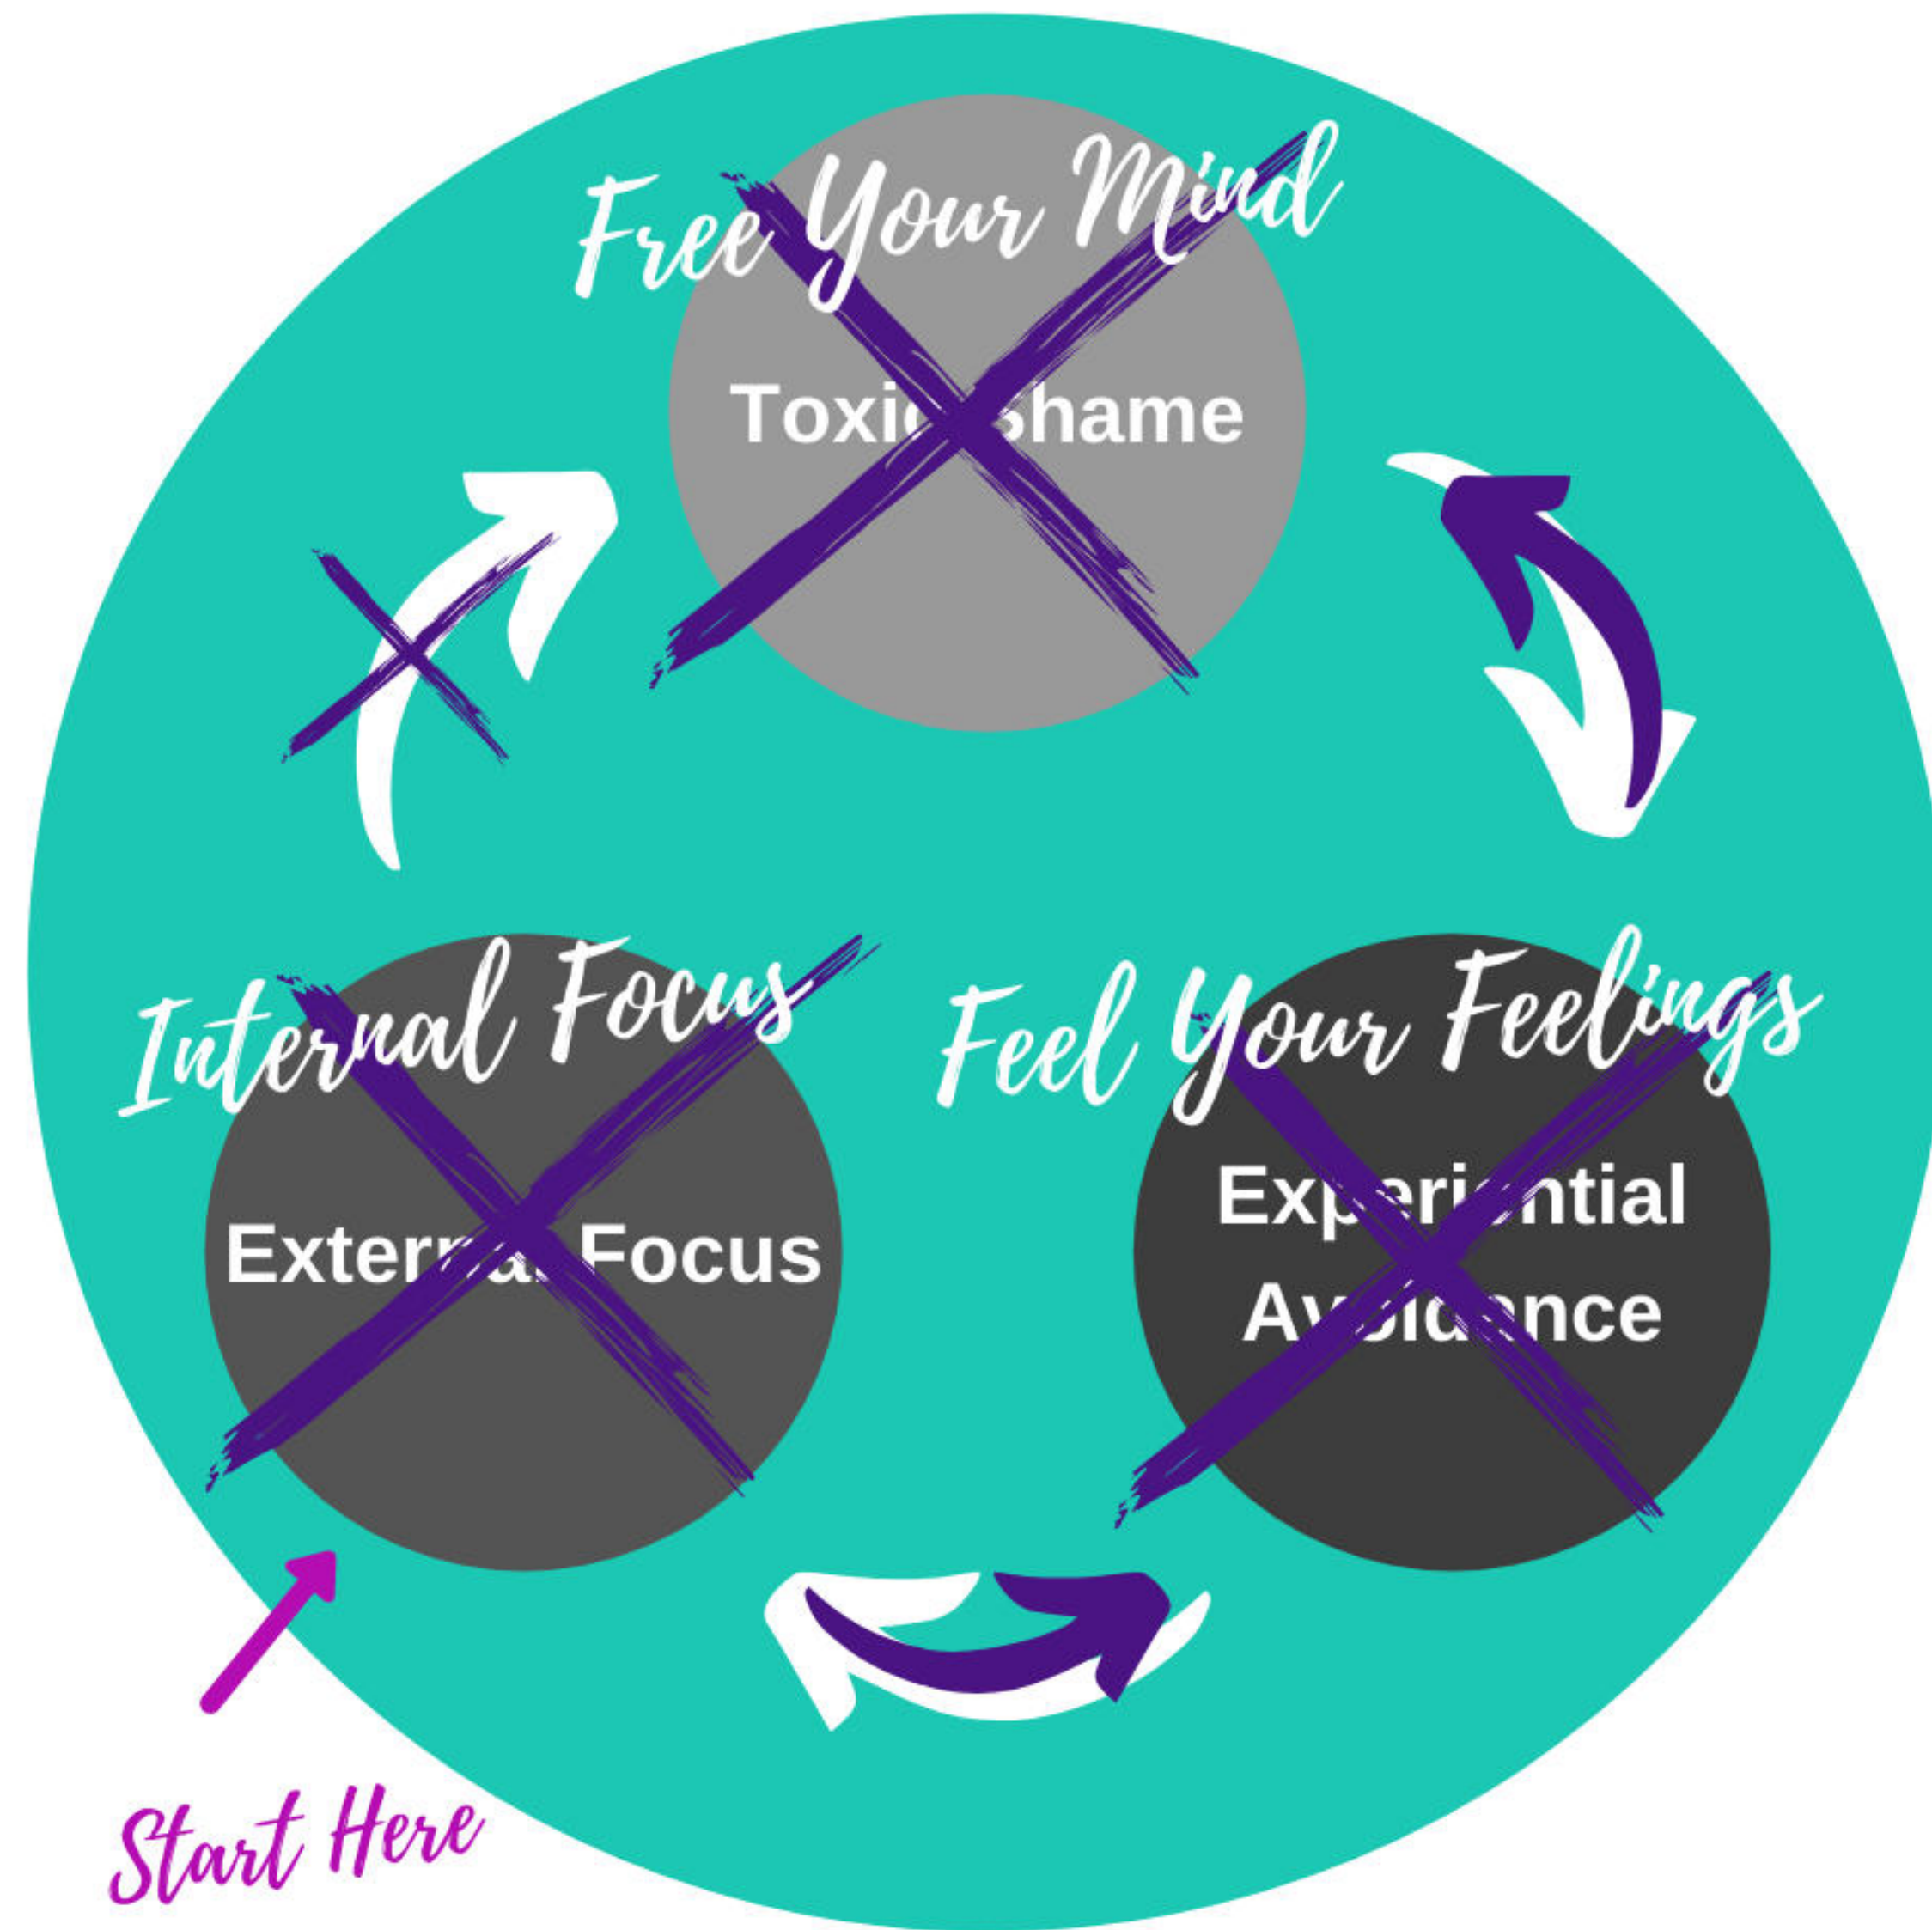 Free Your Mind
Toxic Shame
Internal Focus
External Focus
Feel Your Feelings
Experiential
Avoidance
Start Here